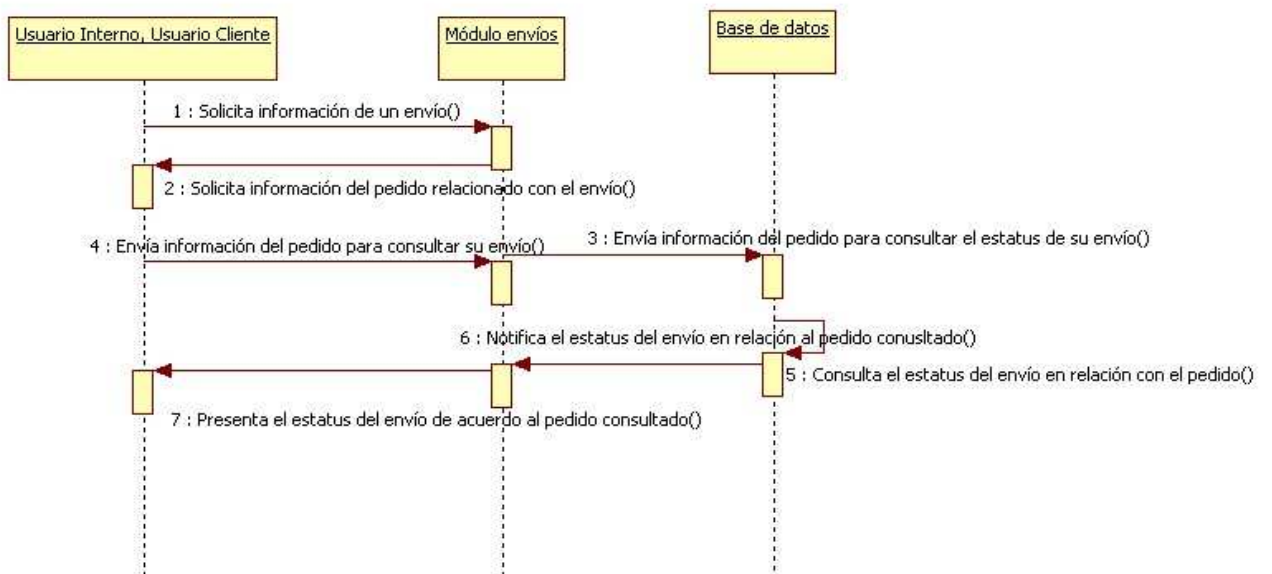 Usuario Interno, Usuario Cliente
Módulo envíos
Base de datos
1 : Solicita información de un envío()
2 : Solicita información del pedido relacionado con el envío()
4 : Envía información del pedido para consultar su envío()
3 : Envía información del pedido para consultar el estatus de su envío()
6 : Notifica el estatus del envío en relación al pedido conusltado()
5 : Consulta el estatus del envío en relación con el pedido()
7 : Presenta el estatus del envío de acuerdo al pedido consultado()